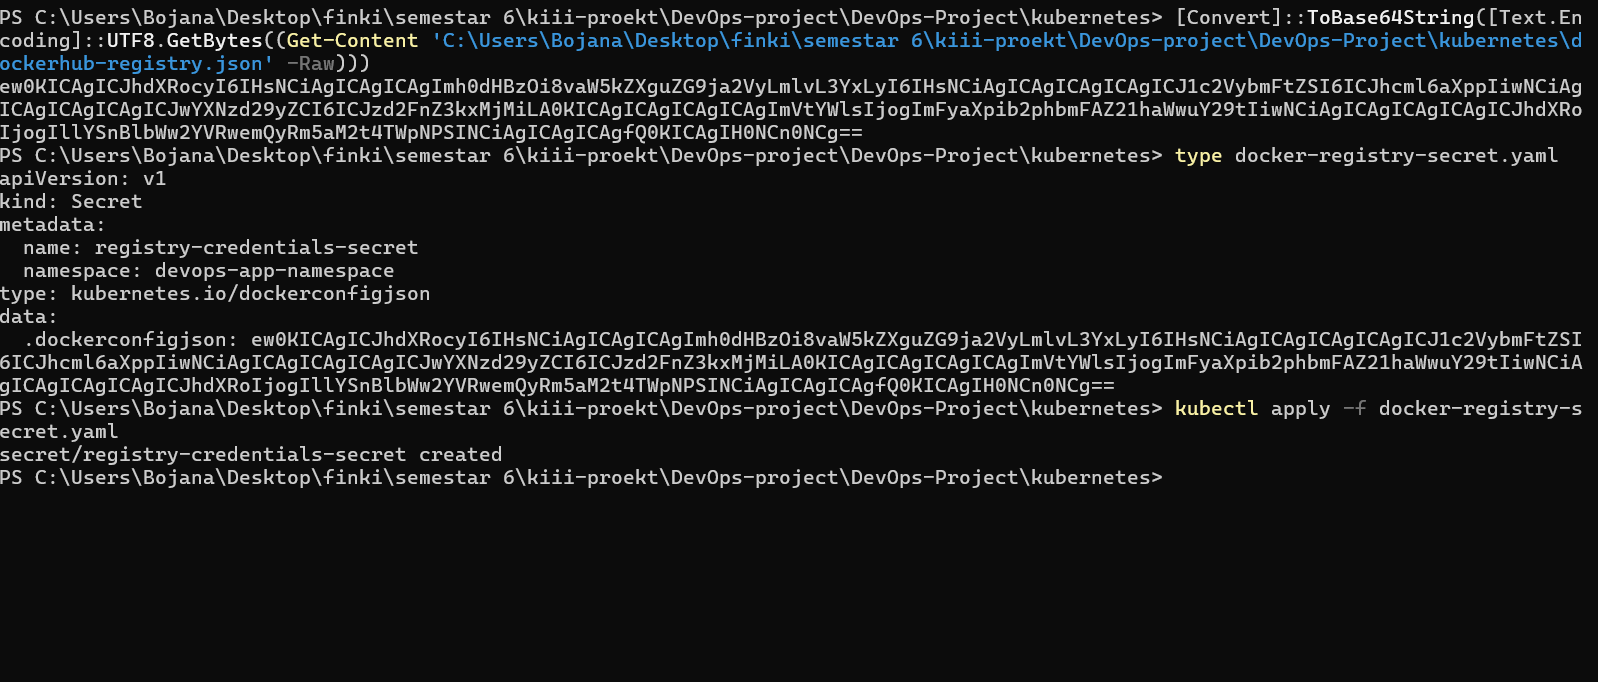 PS C:\Users\Bojana\Desktop\finki\semestar 6\kiii-proekt\DevOps-project\DevOps-Project\kubernetes> [Convert]::ToBase64String([Text.En
coding]::UTF8.GetBytes((Get-Content 'C:\Users\Bojana\Desktop\finki\semestar 6\kiii-proekt\DevOps-project\DevOps-Project\kubernetes\d
ockerhub-registry.json' -Raw)))
ew0KICAgICJhdXRocyI6IHsNCiAgICAgICAgImh0dHBzOi8vaW5kZXguZG9ja2VyLmlvL3YxLyI6IHsNCiAgICAgICAgICAgICJ1c2VybmFtZSI6ICJhcml6aXppIiwNCiAg
ICAgICAgICAgICJwYXNzd29yZCI6ICJzd2FnZ3kxMjMiLA0KICAgICAgICAgICAgImVtYWlsIjogImFyaXpib2phbmFAZ21haWwuY29tIiwNCiAgICAgICAgICAgICJhdXRo
IjogIllYSnBlbWw2YVRwemQyRm5aM2t4TWpNPSINCiAgICAgICAgfQ0KICAgIH0NCn0NCg==
PS C:\Users\Bojana\Desktop\finki\semestar 6\kiii-proekt\DevOps-project\DevOps-Project\kubernetes> type docker-registry-secret.yaml
apiVersion: v1
kind: Secret
metadata:
  name: registry-credentials-secret
  namespace: devops-app-namespace
type: kubernetes.io/dockerconfigjson
data:
  .dockerconfigjson: ew0KICAgICJhdXRocyI6IHsNCiAgICAgICAgImh0dHBzOi8vaW5kZXguZG9ja2VyLmlvL3YxLyI6IHsNCiAgICAgICAgICAgICJ1c2VybmFtZSI
6ICJhcml6aXppIiwNCiAgICAgICAgICAgICJwYXNzd29yZCI6ICJzd2FnZ3kxMjMiLA0KICAgICAgICAgICAgImVtYWlsIjogImFyaXpib2phbmFAZ21haWwuY29tIiwNCiA
gICAgICAgICAgICJhdXRoIjogIllYSnBlbWw2YVRwemQyRm5aM2t4TWpNPSINCiAgICAgICAgfQ0KICAgIH0NCn0NCg==
PS C:\Users\Bojana\Desktop\finki\semestar 6\kiii-proekt\DevOps-project\DevOps-Project\kubernetes> kubectl apply -f docker-registry-s
ecret.yaml
secret/registry-credentials-secret created
PS C:\Users\Bojana\Desktop\finki\semestar 6\kiii-proekt\DevOps-project\DevOps-Project\kubernetes>